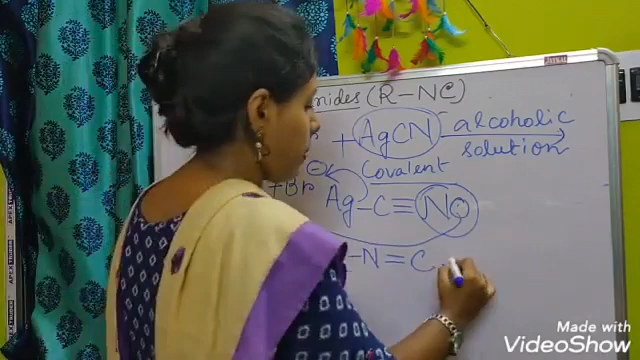 nides (R-NC)
+ AgCN alcoholic
solution
+Br ⊖ Covalent
Ag-C≡N
-N=C
Made with
VideoShow